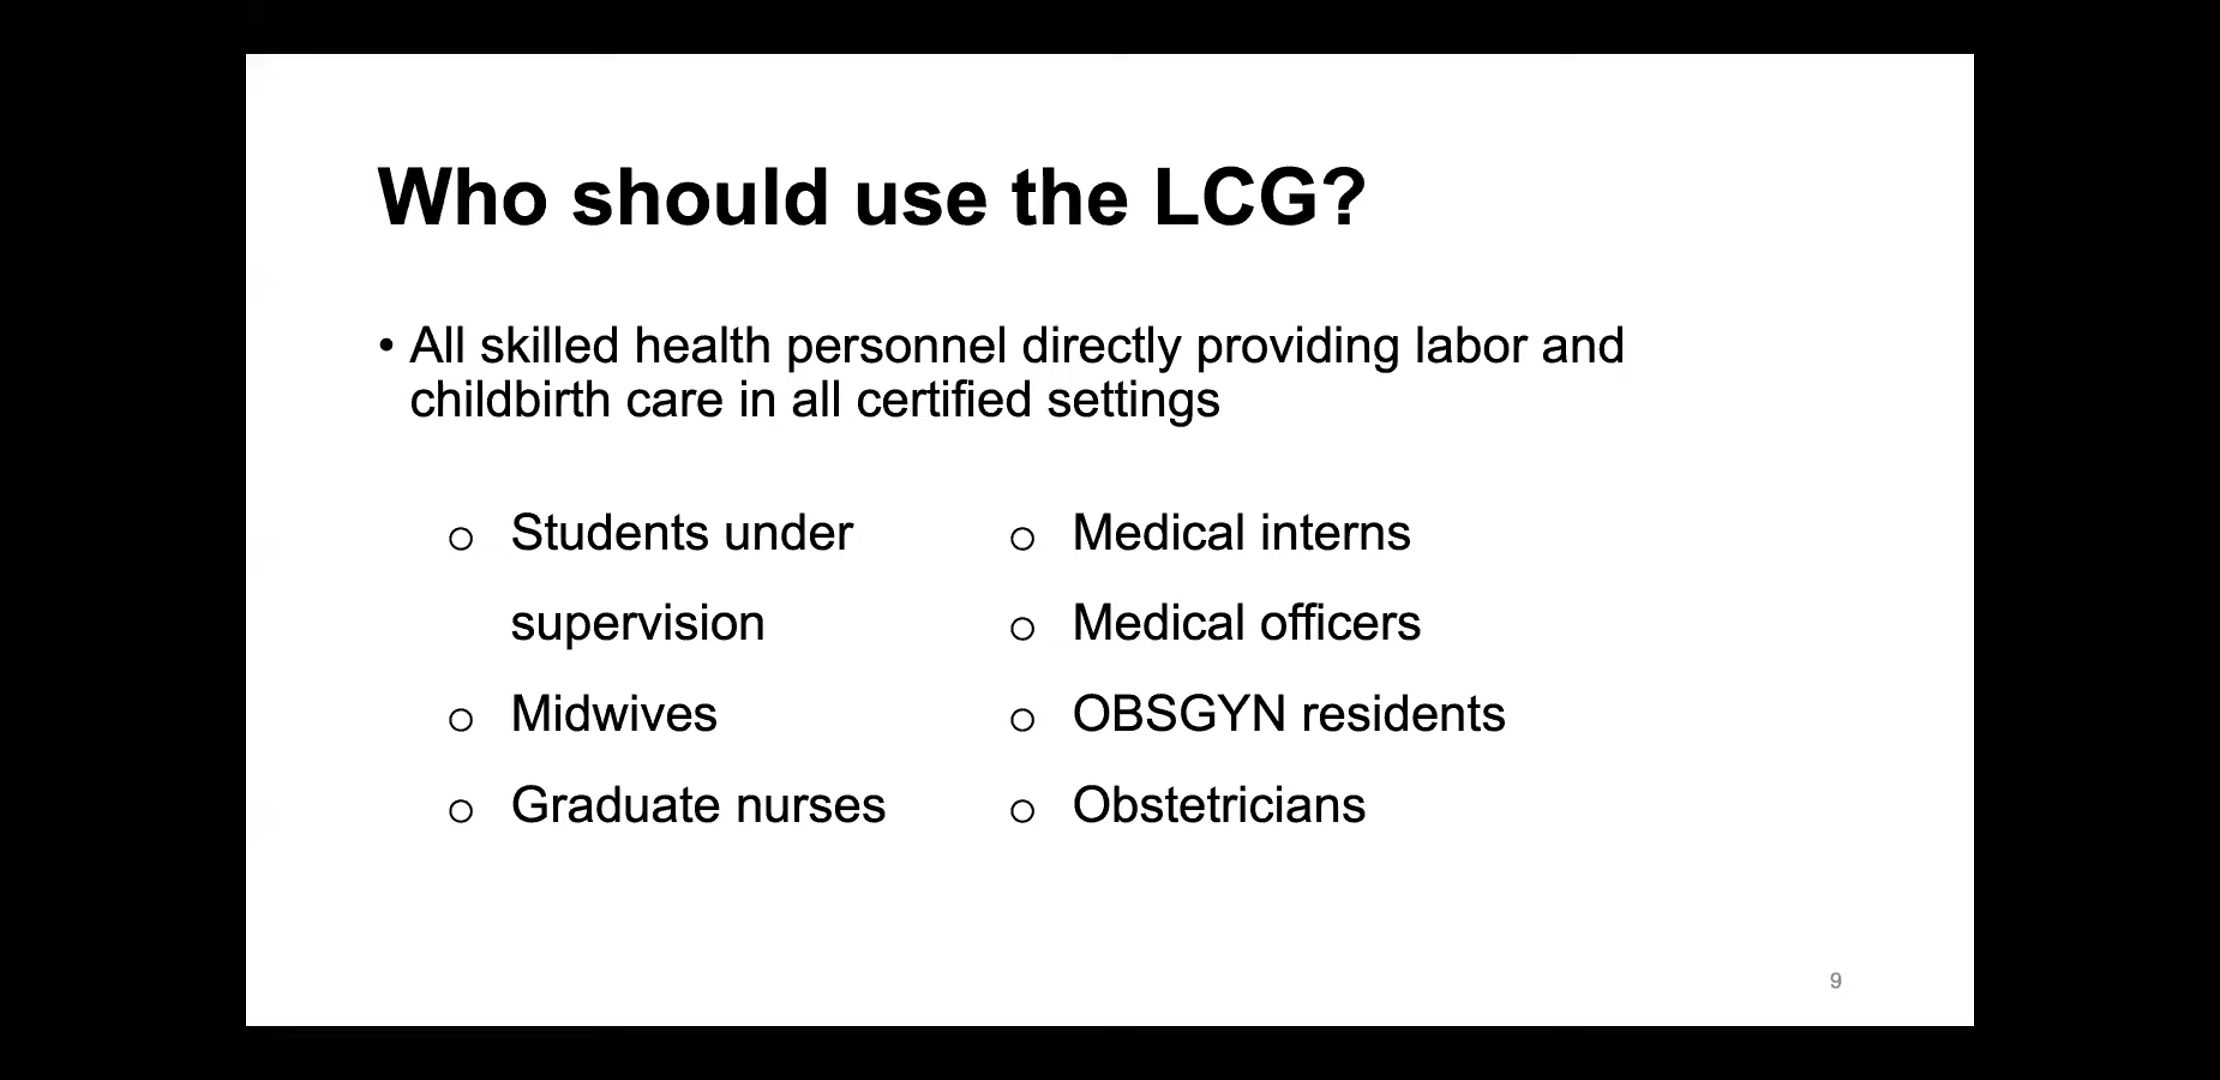 Who should use the LCG?
• All skilled health personnel directly providing labor and
childbirth care in all certified settings
o Students under
supervision
o Midwives
o Graduate nurses
o Medical interns
o Medical officers
o OBSGYN residents
o Obstetricians
9